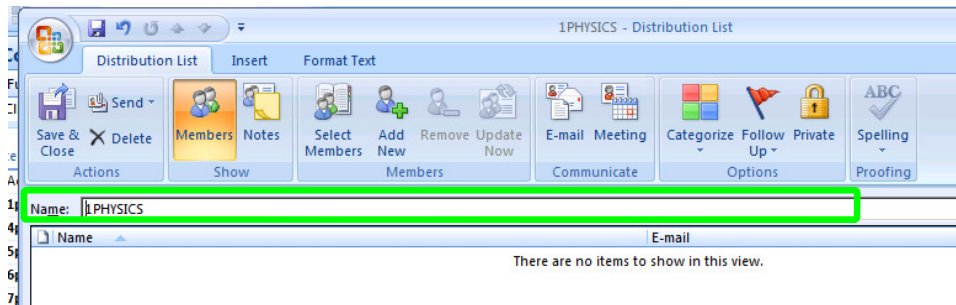 1PHYSICS - Distribution List
Distribution List Insert Format Text
Save & Close Send Delete Members Notes Select Members Add New Remove Update Now E-mail Meeting Categorize Follow Up Private ABC Spelling
Actions Show Members Communicate Options Proofing
Name: 1PHYSICS
Name E-mail
There are no items to show in this view.